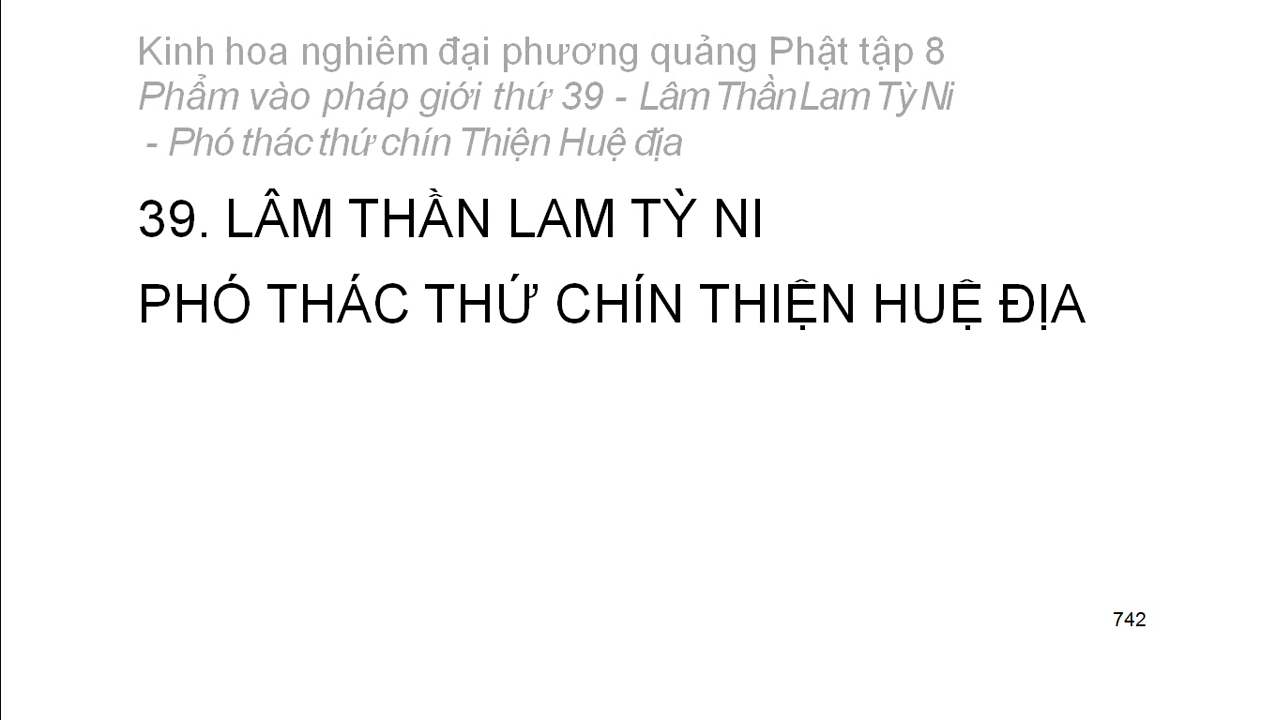 Kinh hoa nghiêm đại phương quảng Phật tập 8
Phẩm vào pháp giới thứ 39 - Lâm Thần Lam Tỳ Ni
- Phó thác thứ chín Thiện Huệ địa
39. LÂM THẦN LAM TỲ NI
PHÓ THÁC THỨ CHÍN THIỆN HUỆ ĐỊA
742